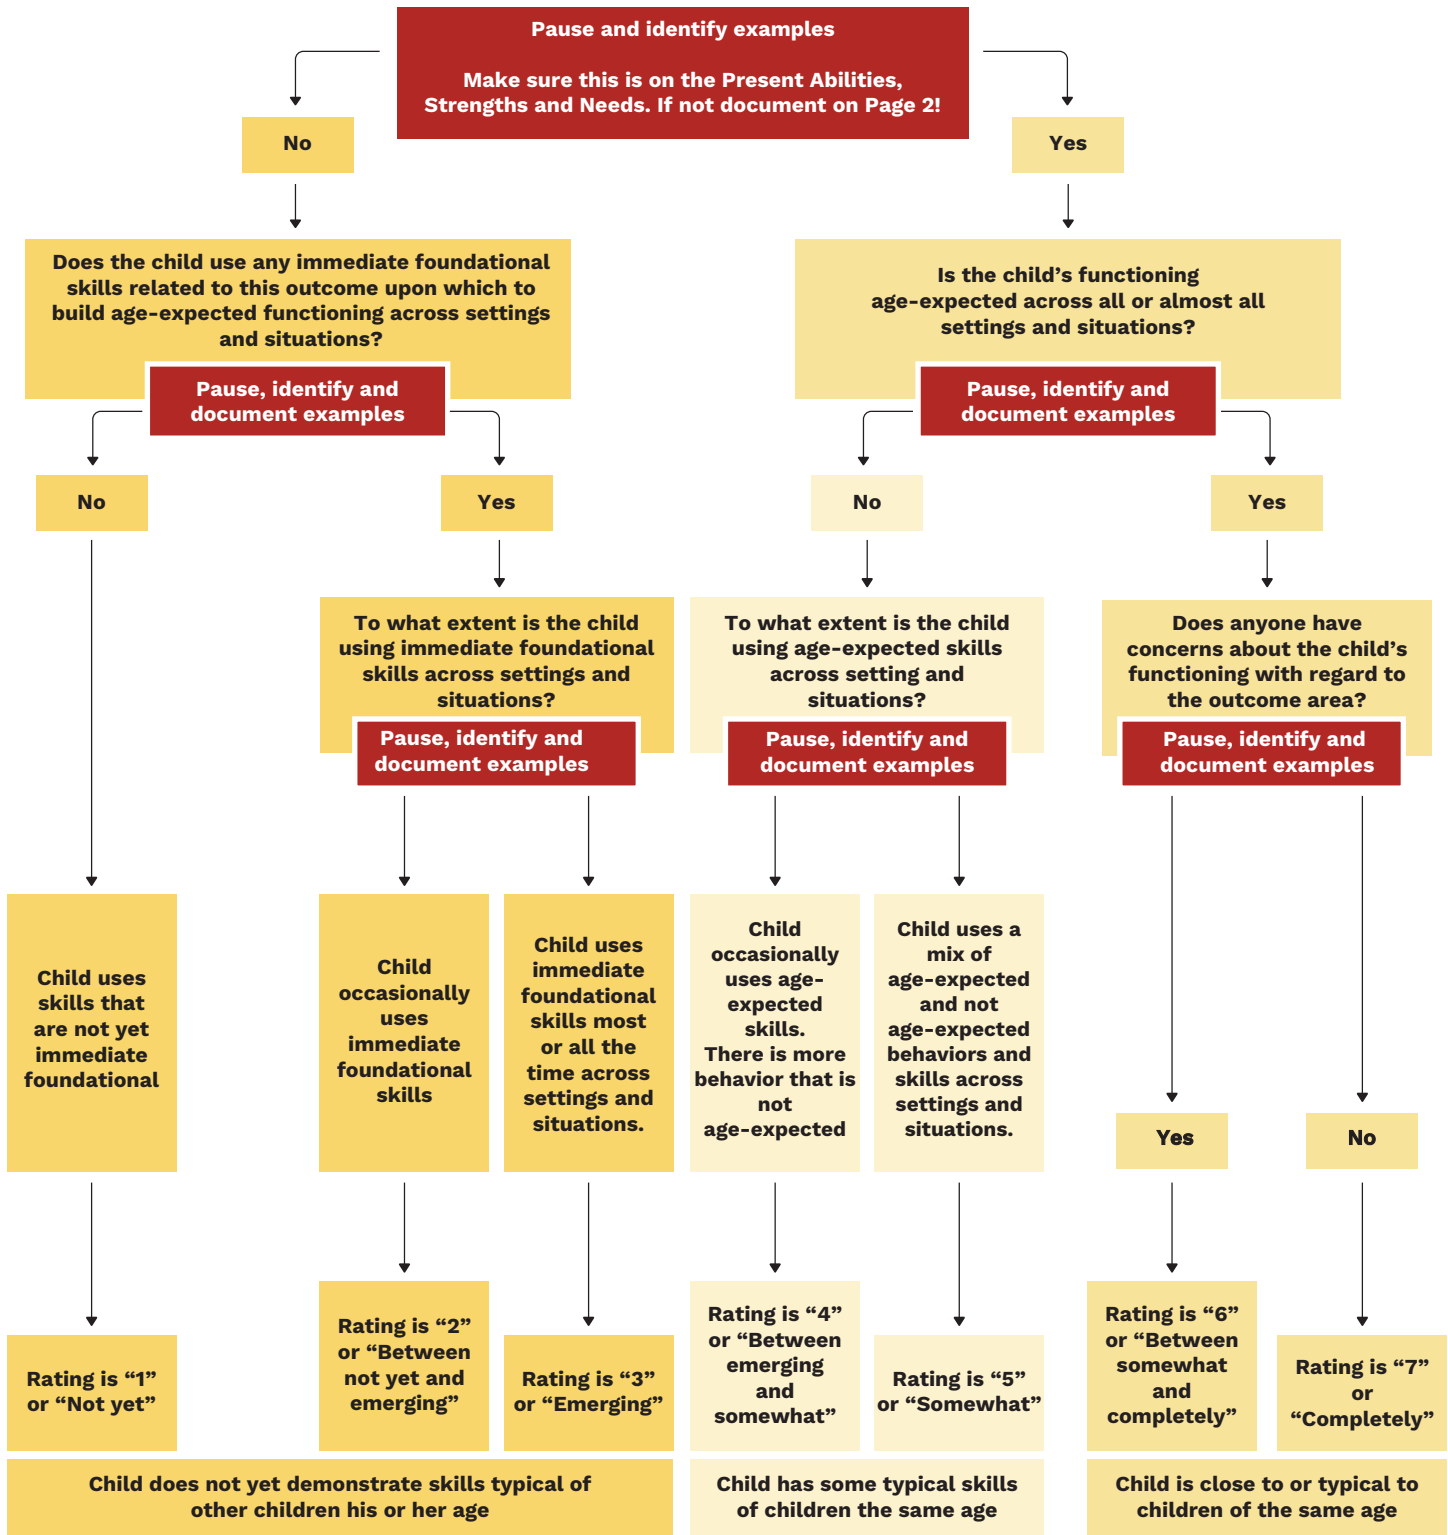 Pause and identify examples
Make sure this is on the Present Abilities,
Strengths and Needs. If not document on Page 2!
No
Yes
Does the child use any immediate foundational
skills related to this outcome upon which to
build age-expected functioning across settings
and situations?
Pause, identify and
document examples
Is the child’s functioning
age-expected across all or almost all
settings and situations?
Pause, identify and
document examples
No
Yes
No
Yes
To what extent is the child
using immediate foundational
skills across settings and
situations?
Pause, identify and
document examples
To what extent is the child
using age-expected skills
across setting and
situations?
Pause, identify and
document examples
Does anyone have
concerns about the child’s
functioning with regard to
the outcome area?
Pause, identify and
document examples
Child uses
skills that
are not yet
immediate
foundational
Child
occasionally
uses
immediate
foundational
skills
Child uses
immediate
foundational
skills most
or all the
time across
settings and
situations.
Child
occasionally
uses age-
expected
skills.
There is more
behavior that is
not
age-expected
Child uses a
mix of
age-expected
and not
age-expected
behaviors and
skills across
settings and
situations.
Yes
No
Rating is “1”
or “Not yet”
Rating is “2”
or “Between
not yet and
emerging”
Rating is “3”
or “Emerging”
Rating is “4”
or “Between
emerging
and
somewhat”
Rating is “5”
or “Somewhat”
Rating is “6”
or “Between
somewhat
and
completely”
Rating is “7”
or
“Completely”
Child does not yet demonstrate skills typical of
other children his or her age
Child has some typical skills
of children the same age
Child is close to or typical to
children of the same age